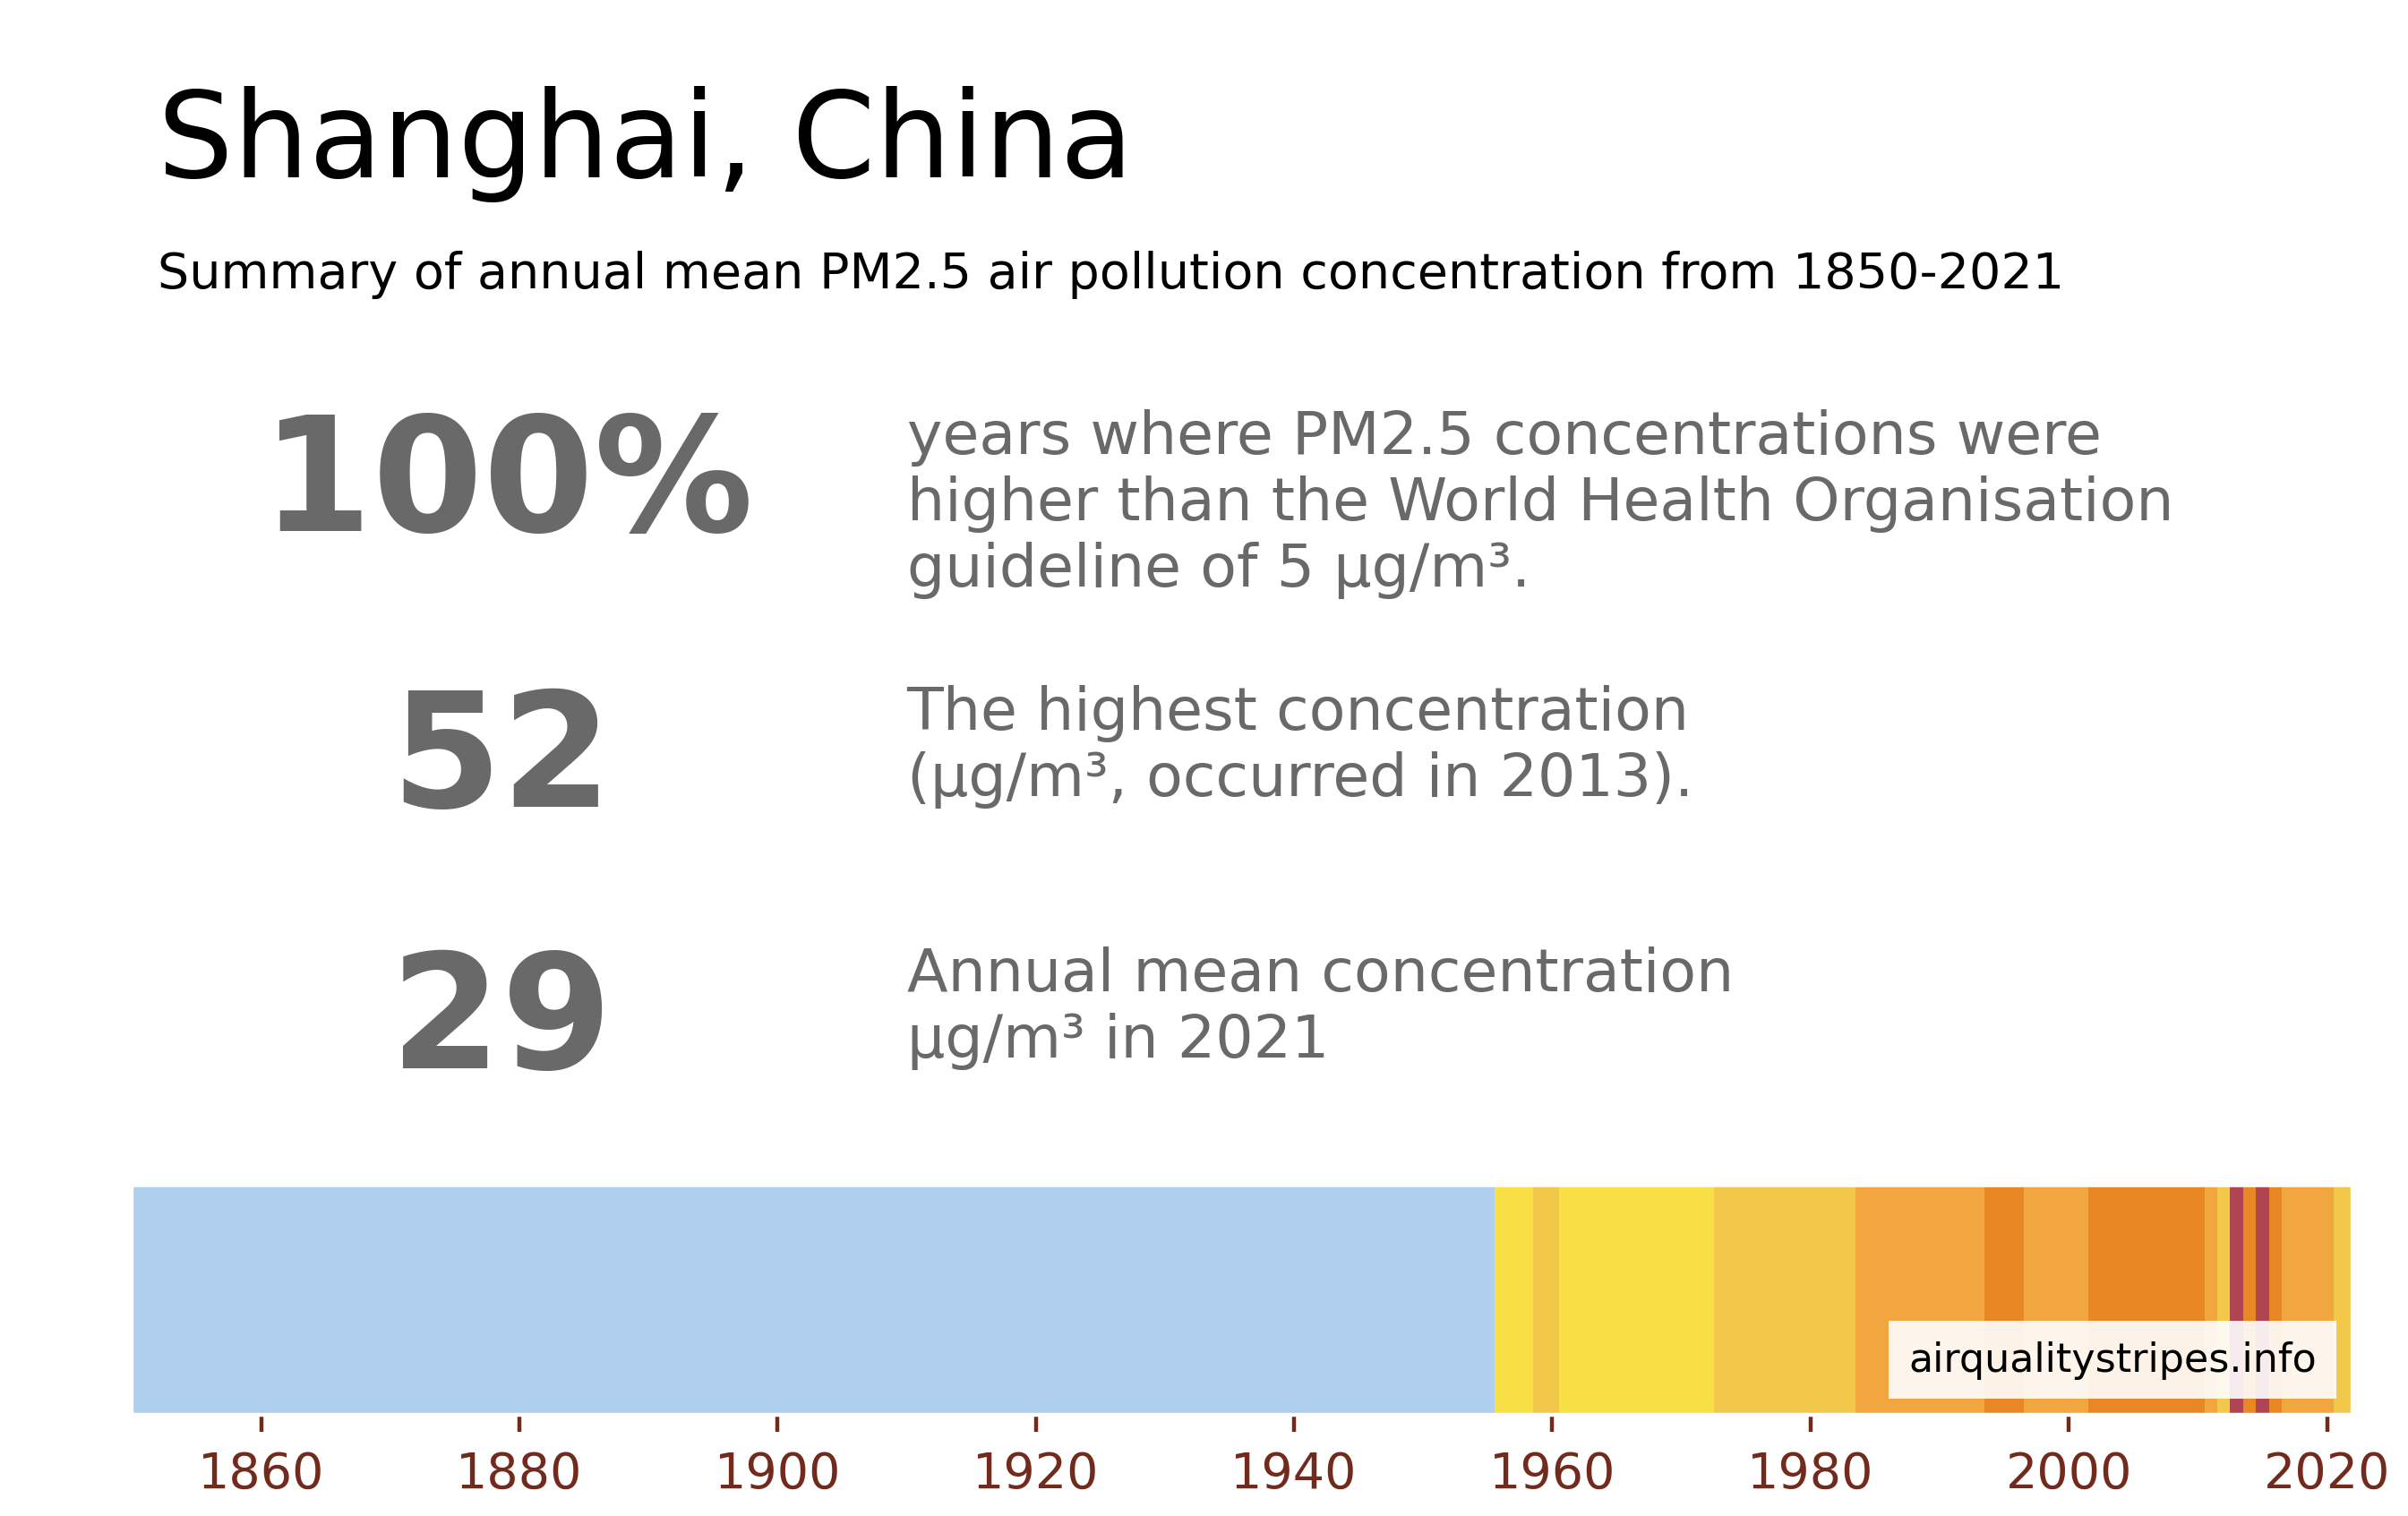 Shanghai, China
Summary of annual mean PM2.5 air pollution concentration from 1850-2021
100%
years where PM2.5 concentrations were
higher than the World Health Organisation
guideline of 5 µg/m³.
52
The highest concentration
(µg/m³, occurred in 2013).
29
Annual mean concentration
µg/m³ in 2021
airqualitystripes.info
1860 1880 1900 1920 1940 1960 1980 2000 2020